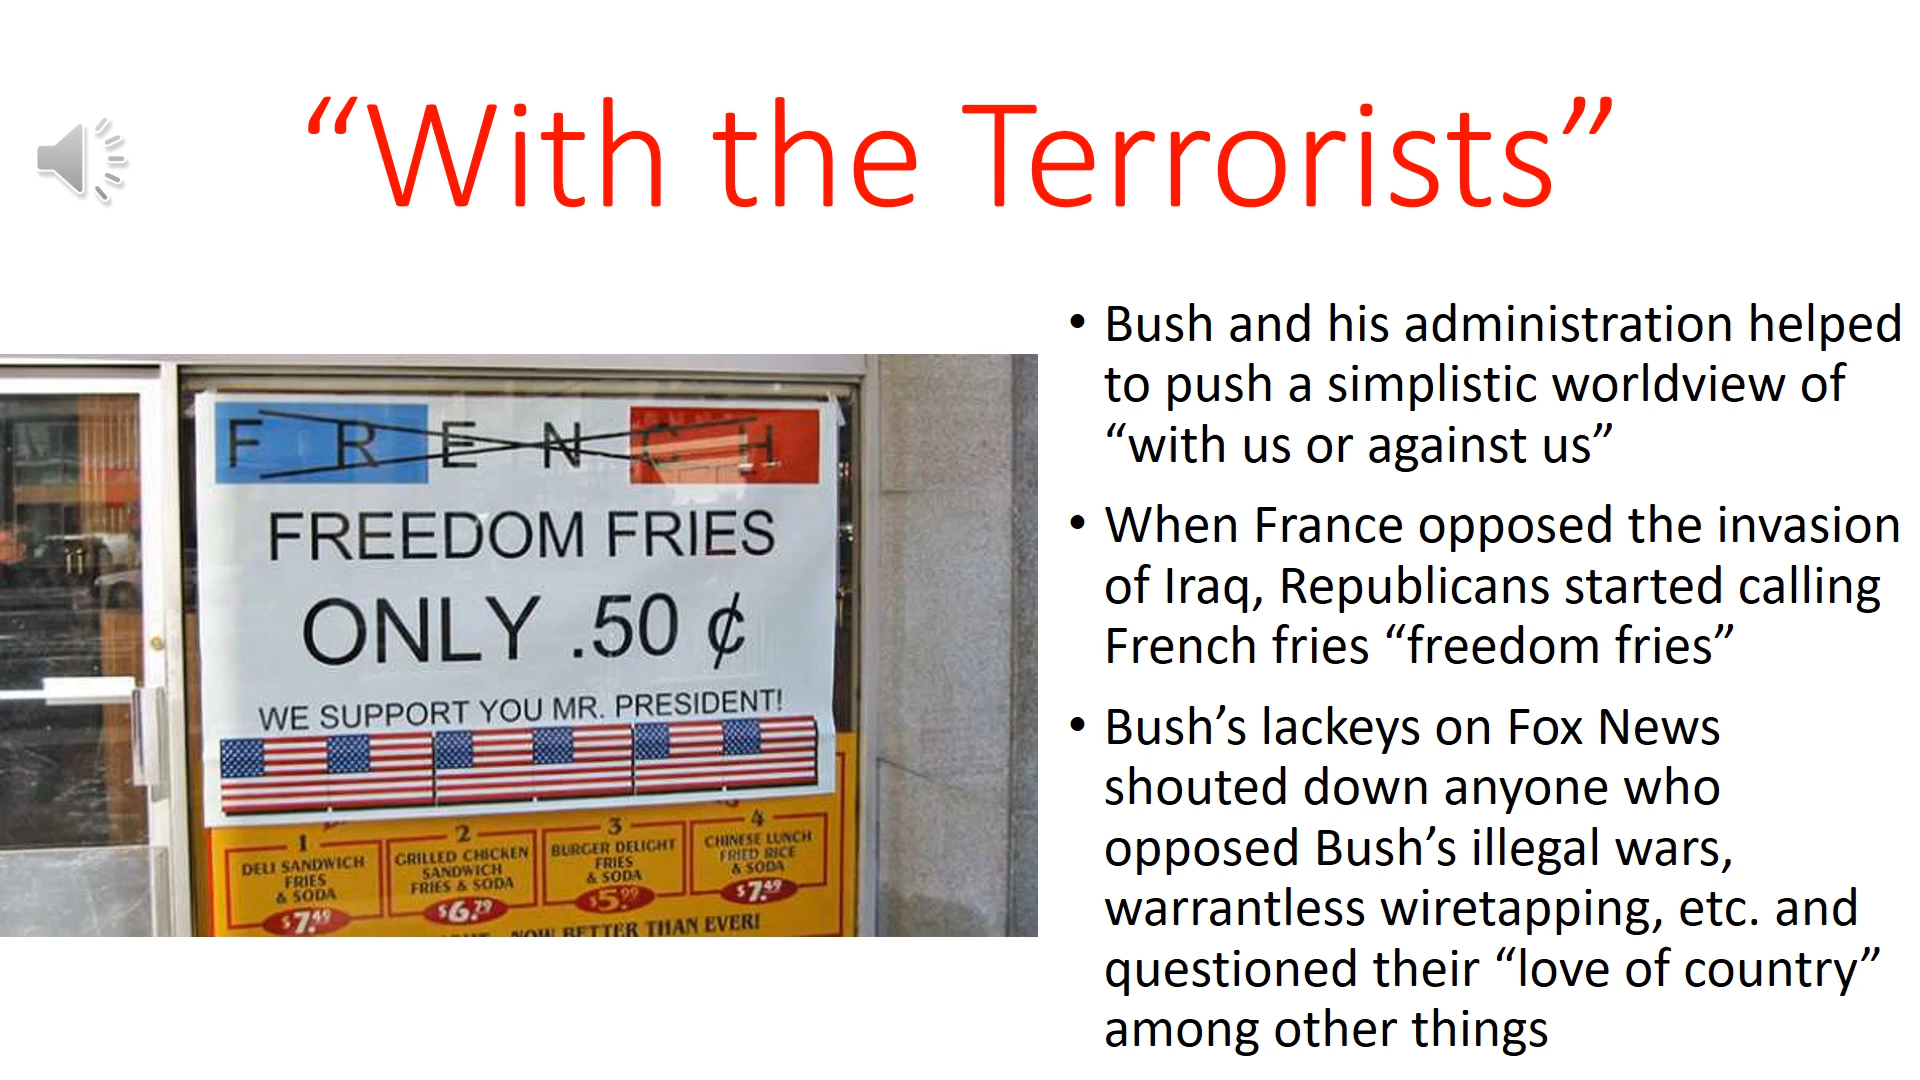 “With the Terrorists”
• Bush and his administration helped
to push a simplistic worldview of
“with us or against us”
• When France opposed the invasion
of Iraq, Republicans started calling
French fries “freedom fries”
• Bush’s lackeys on Fox News
shouted down anyone who
opposed Bush’s illegal wars,
warrantless wiretapping, etc. and
questioned their “love of country”
among other things
FRENCH
FREEDOM FRIES
ONLY .50 ¢
WE SUPPORT YOU MR. PRESIDENT!
1
DELI SANDWICH
FRIES
& SODA
$7.49
2
GRILLED CHICKEN
SANDWICH
FRIES & SODA
$6.79
3
BURGER DELIGHT
FRIES
& SODA
$5.99
4
CHINESE LUNCH
FRIED RICE
& SODA
$7.49
NOW BETTER THAN EVER!